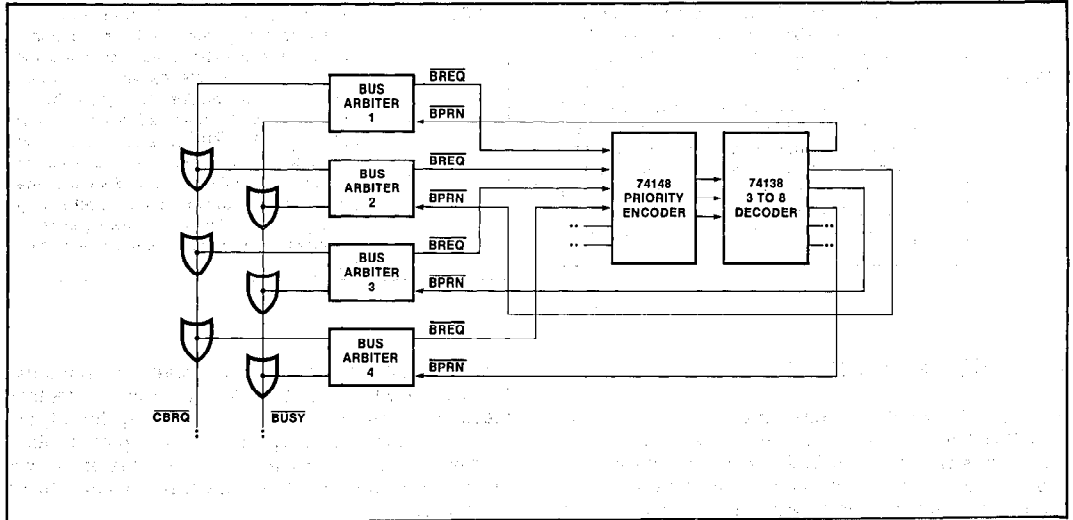 BUS
ARBITER
1
BREQ
BPRN
BUS
ARBITER
2
BREQ
BPRN
BUS
ARBITER
3
BREQ
BPRN
BUS
ARBITER
4
BREQ
BPRN
74148
PRIORITY
ENCODER
74138
3 TO 8
DECODER
CBRQ
BUSY